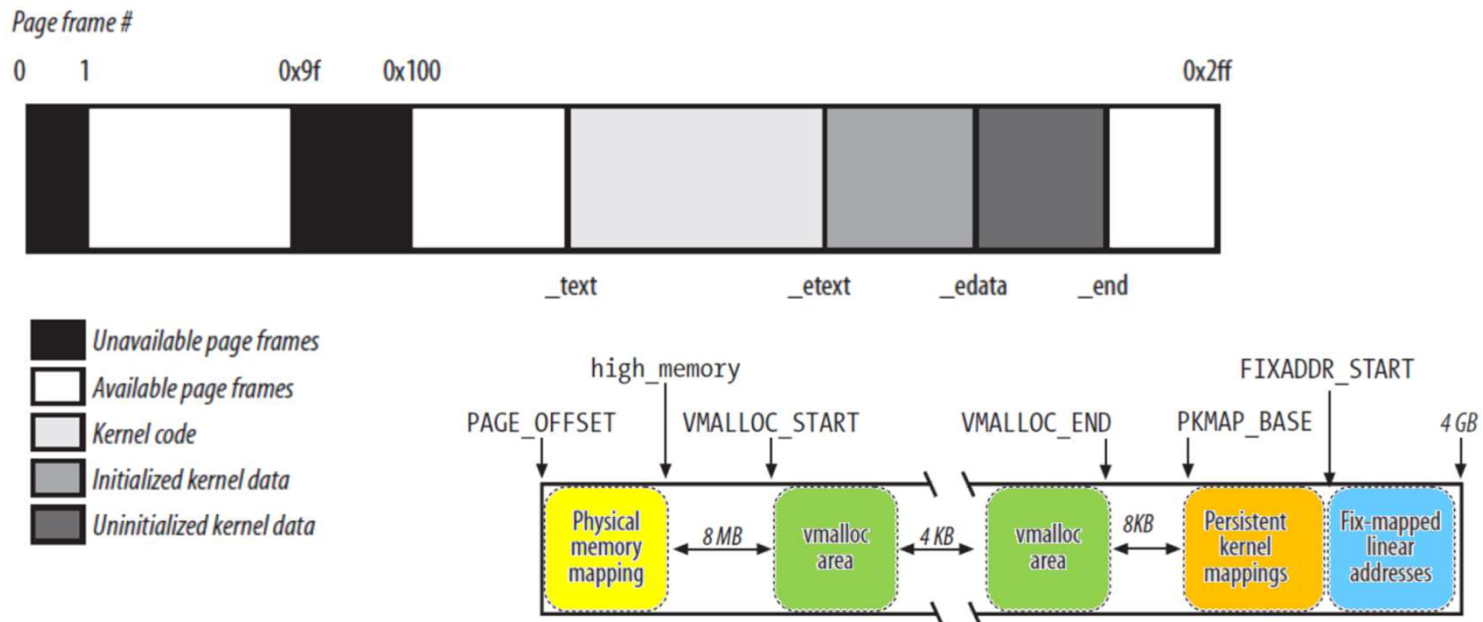 Page frame #
0 1 0x9f 0x100 0x2ff
_text _etext _edata _end
Unavailable page frames
Available page frames
Kernel code
Initialized kernel data
Uninitialized kernel data
high_memory FIXADDR_START
PAGE_OFFSET VMALLOC_START VMALLOC_END PKMAP_BASE 4 GB
Physical
memory
mapping
8 MB
vmalloc
area
4 KB
vmalloc
area
8KB
Persistent
kernel
mappings
Fix-mapped
linear
addresses